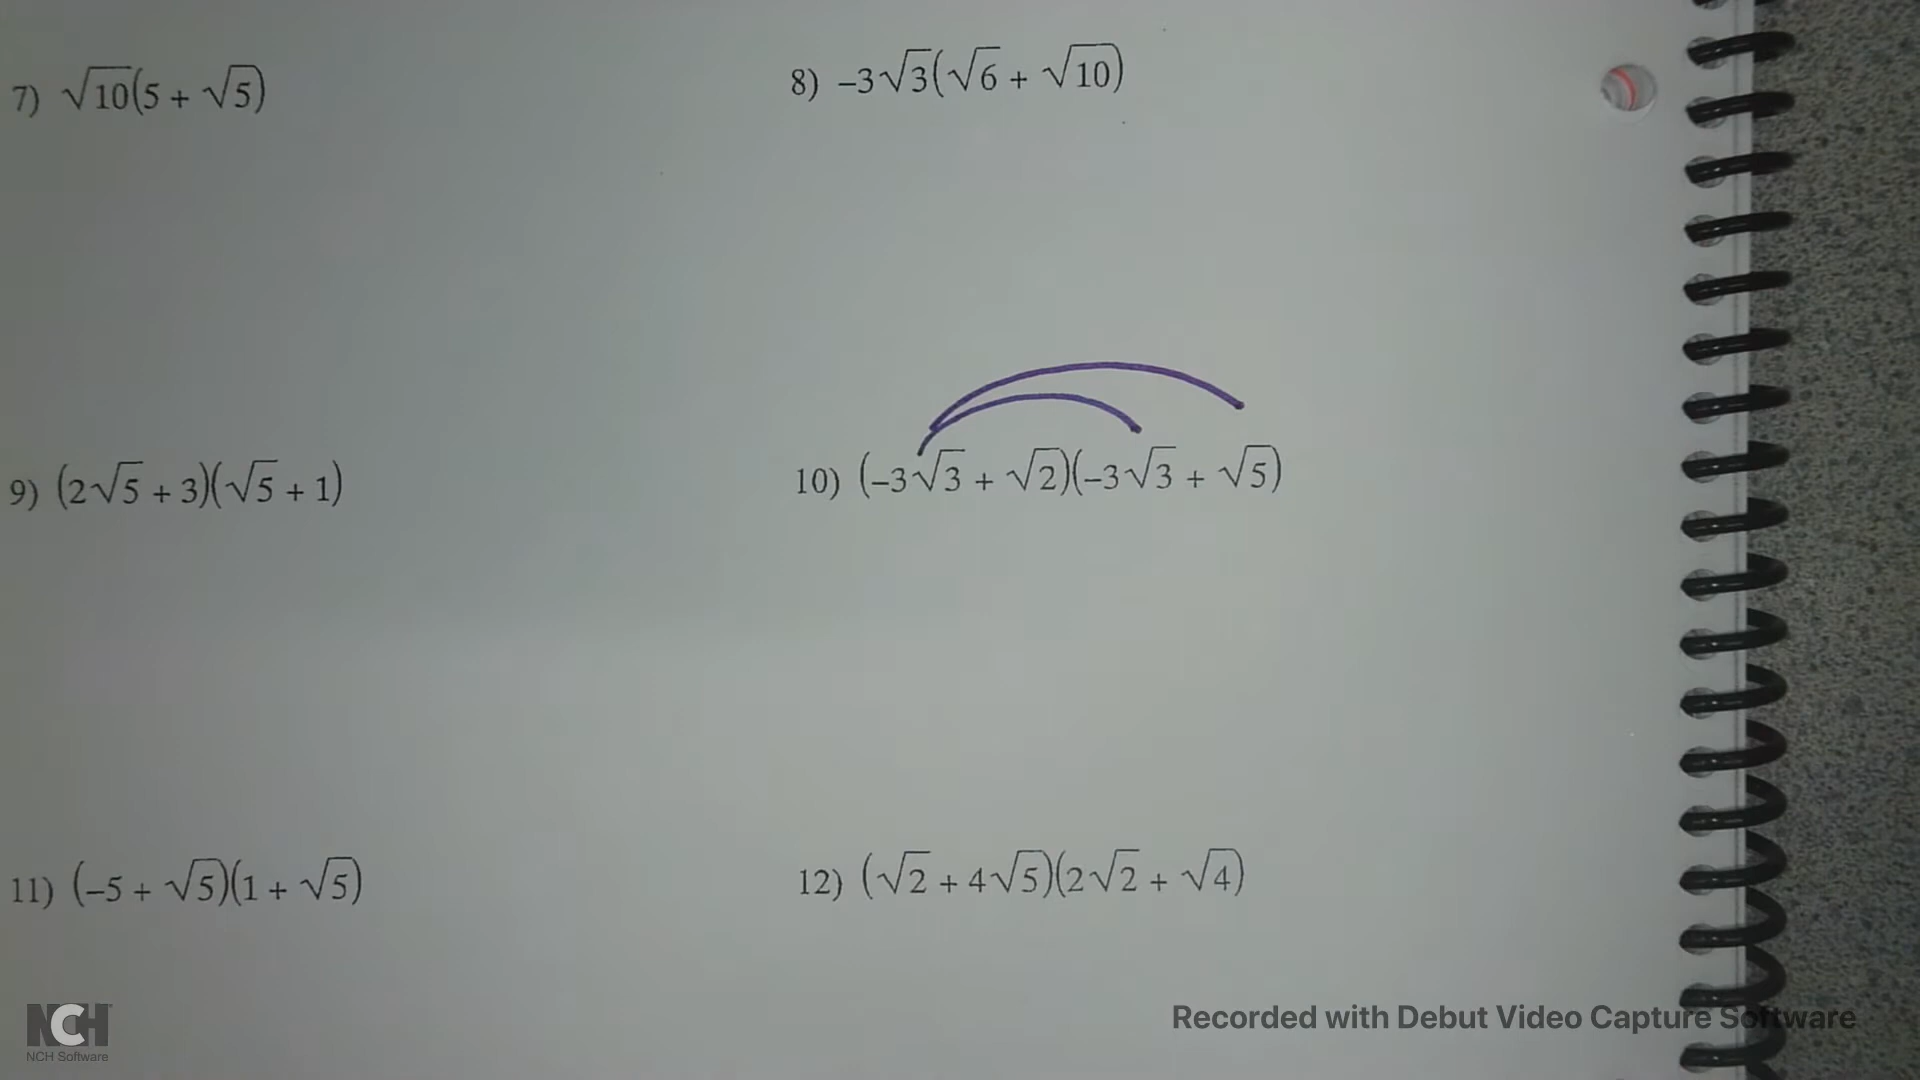 7) √10(5 + √5)
8) –3√3(√6 + √10)
9) (2√5 + 3)(√5 + 1)
10) (–3√3 + √2)(–3√3 + √5)
11) (–5 + √5)(1 + √5)
12) (√2 + 4√5)(2√2 + √4)
NCH
NCH Software
Recorded with Debut Video Capture Software